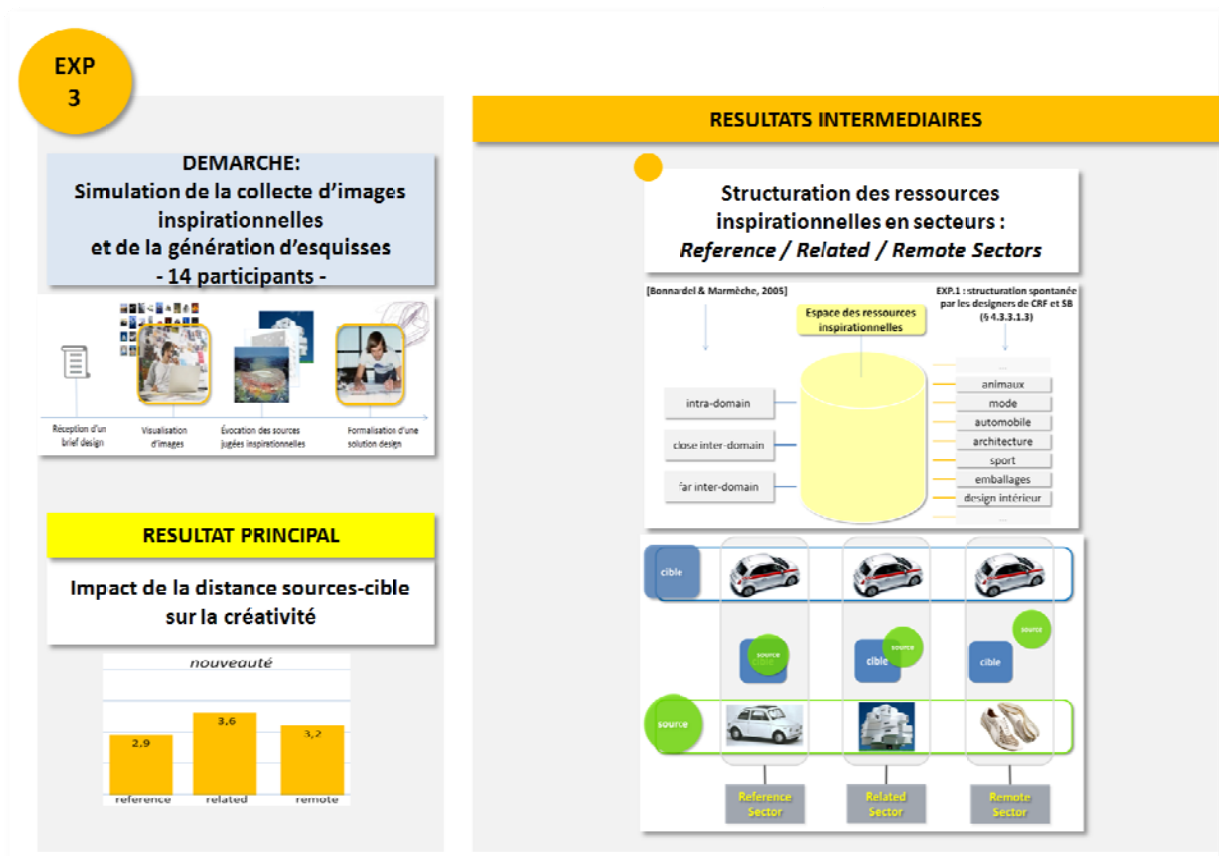 EXP
3
DEMARCHE:
Simulation de la collecte d'images
inspirationnelles
et de la génération d'esquisses
- 14 participants -
Réception d'un
brief design
Visualisation
d'images
Évocation des sources
jugées inspirationnelles
Formalisation d'une
solution design
RESULTAT PRINCIPAL
Impact de la distance sources-cible
sur la créativité
nouveauté
2,9
3,6
3,2
reference
related
remote
RESULTATS INTERMEDIAIRES
Structuration des ressources
inspirationnelles en secteurs :
Reference / Related / Remote Sectors
[Bonnardel & Marmèche, 2005]
Espace des ressources
inspirationnelles
EXP.1 : structuration spontanée
par les designers de CRF et SB
(§ 4.3.3.1.3)
intra-domain
close inter-domain
far inter-domain
...
animaux
mode
automobile
architecture
sport
emballages
design intérieur
...
cible
source
cible
cible
source
cible
source
source
Reference
Sector
Related
Sector
Remote
Sector